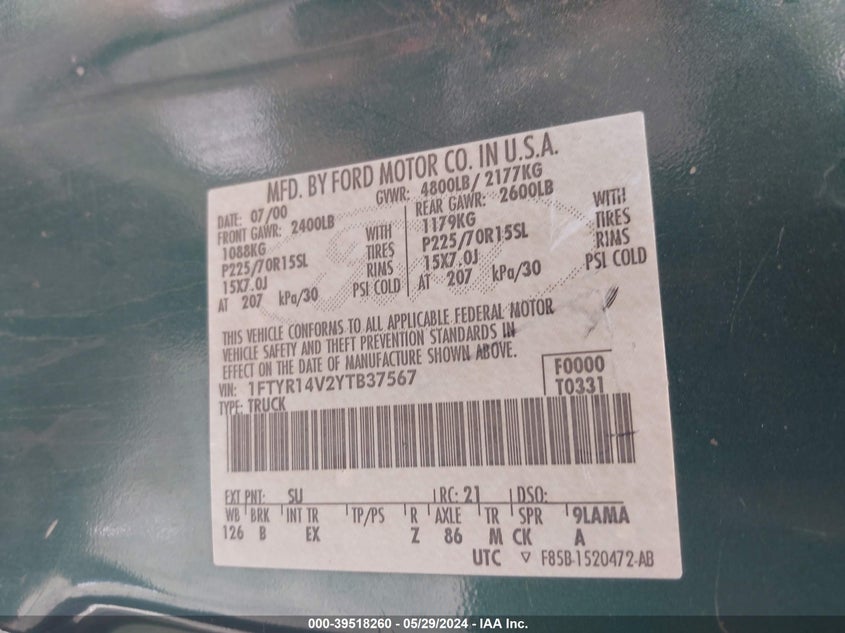 MFD. BY FORD MOTOR CO. IN U.S.A.
DATE: 07/00 GVWR: 4800LB/ 2177KG
FRONT GAWR: 2400LB REAR GAWR: 2600LB
1088KG WITH 1179KG WITH
P225/70R15SL TIRES P225/70R15SL TIRES
15X7.0J RIMS 15X7.0J RIMS
AT 207 kPa/30 PSI COLD AT 207 kPa/30 PSI COLD
THIS VEHICLE CONFORMS TO ALL APPLICABLE FEDERAL MOTOR
VEHICLE SAFETY AND THEFT PREVENTION STANDARDS IN
EFFECT ON THE DATE OF MANUFACTURE SHOWN ABOVE.
VIN: 1FTYR14V2YTB37567 F0000
TYPE: TRUCK T0331
EXT PNT: SU RC: 21 DSO:
WB BRK INT TR TP/PS R AXLE TR SPR 9LAMA
126 B EX Z 86 M CK A
UTC ▽ F85B-1520472-AB
000-39518260 - 05/29/2024 - IAA Inc.